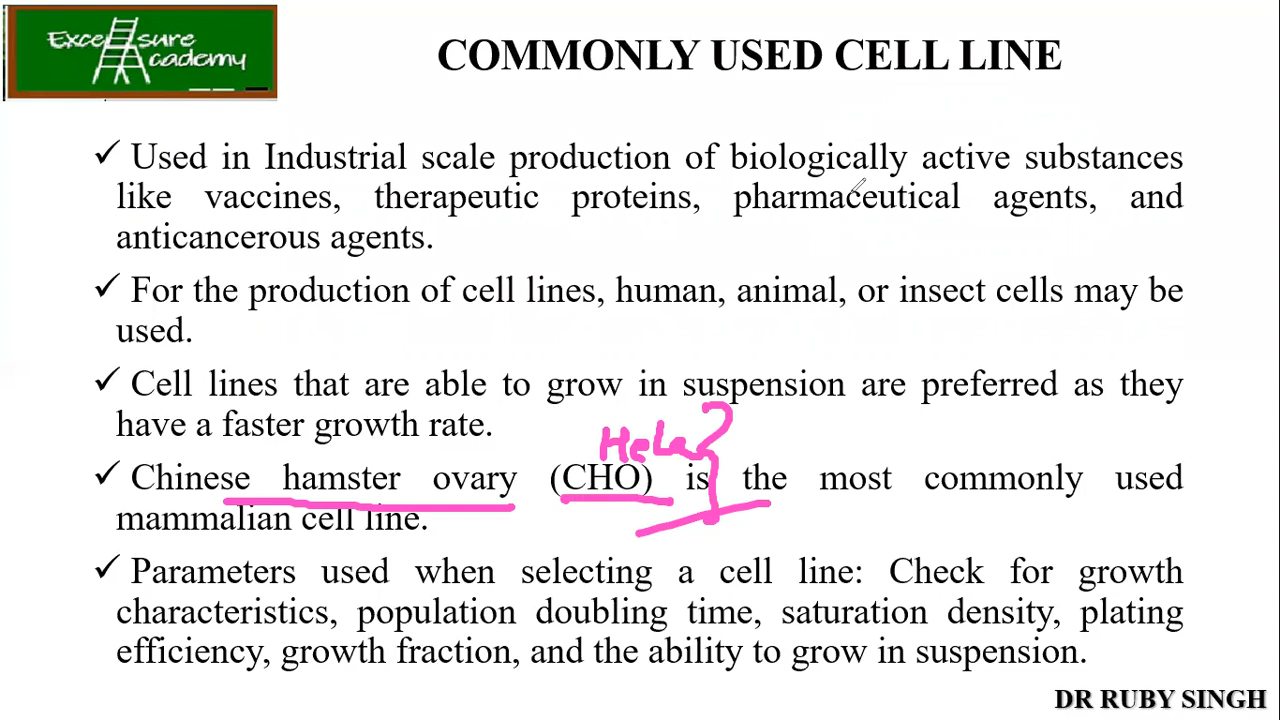 Excel sure
Academy
COMMONLY USED CELL LINE
✓ Used in Industrial scale production of biologically active substances
like vaccines, therapeutic proteins, pharmaceutical agents, and
anticancerous agents.
✓ For the production of cell lines, human, animal, or insect cells may be
used.
✓ Cell lines that are able to grow in suspension are preferred as they
have a faster growth rate.
HeLa?
✓ Chinese hamster ovary (CHO) is the most commonly used
mammalian cell line.
✓ Parameters used when selecting a cell line: Check for growth
characteristics, population doubling time, saturation density, plating
efficiency, growth fraction, and the ability to grow in suspension.
DR RUBY SINGH